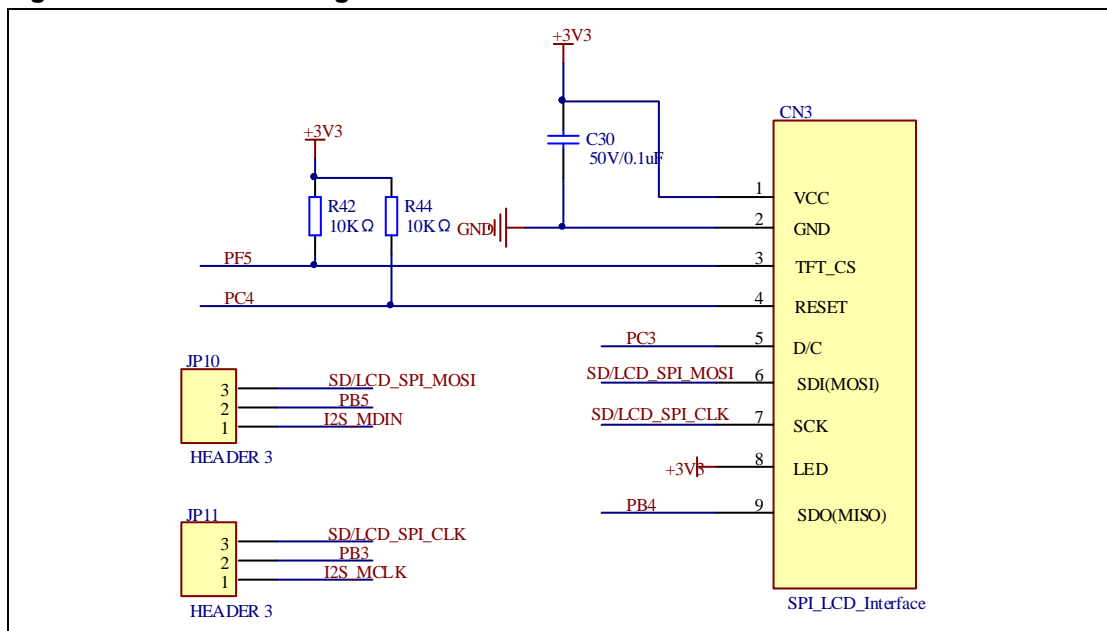 +3V3
CN3
+3V3
C30
50V/0.1uF
R42
10KΩ
R44
10KΩ
GND
1 VCC
2 GND
PF5 3 TFT_CS
PC4 4 RESET
PC3 5 D/C
SD/LCD_SPI_MOSI 6 SDI(MOSI)
SD/LCD_SPI_CLK 7 SCK
+3V3 8 LED
PB4 9 SDO(MISO)
SPI_LCD_Interface
JP10
3 SD/LCD_SPI_MOSI
2 PB5
1 I2S_MDIN
HEADER 3
JP11
3 SD/LCD_SPI_CLK
2 PB3
1 I2S_MCLK
HEADER 3